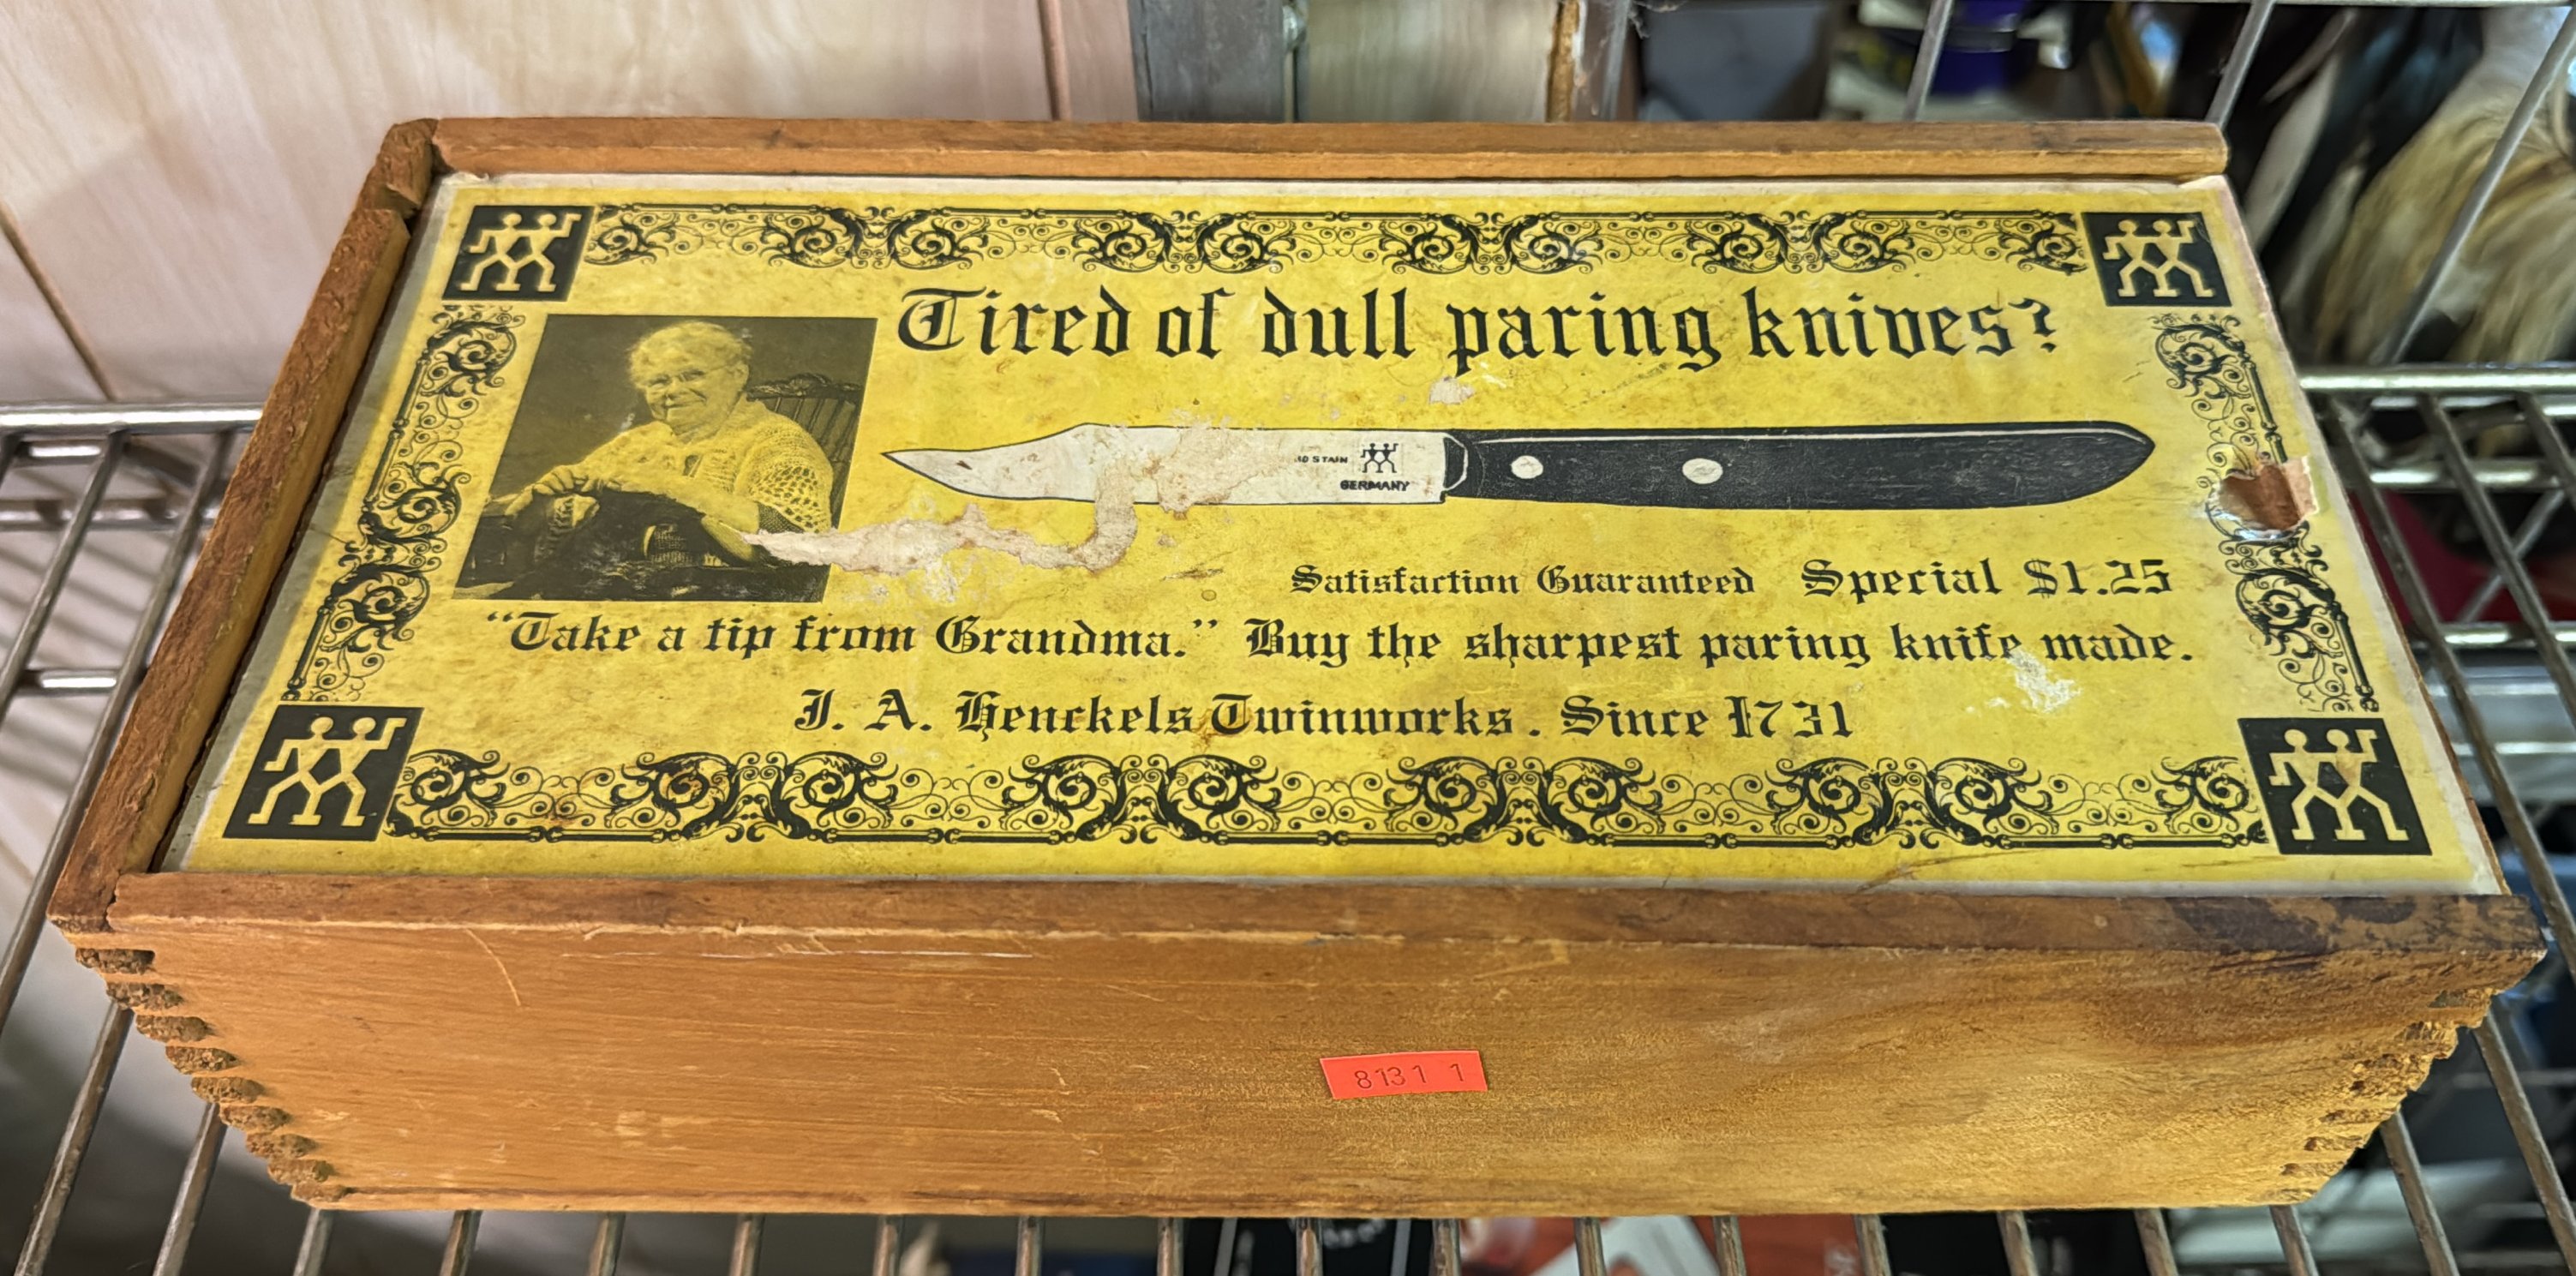 Tired of dull paring knives?
STAIN
GERMANY
Satisfaction Guaranteed Special $1.25
"Take a tip from Grandma." Buy the sharpest paring knife made.
J. A. Henckels Twinworks. Since 1731
8131 1